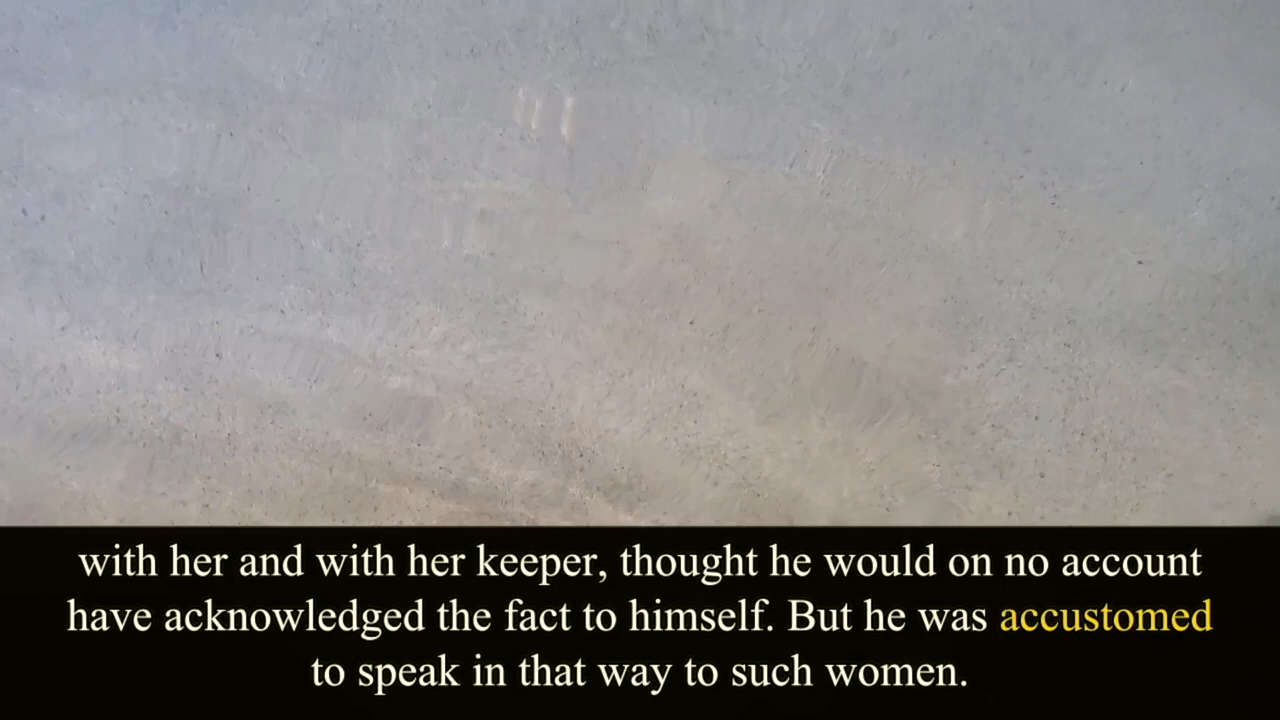 with her and with her keeper, thought he would on no account
have acknowledged the fact to himself. But he was accustomed
to speak in that way to such women.